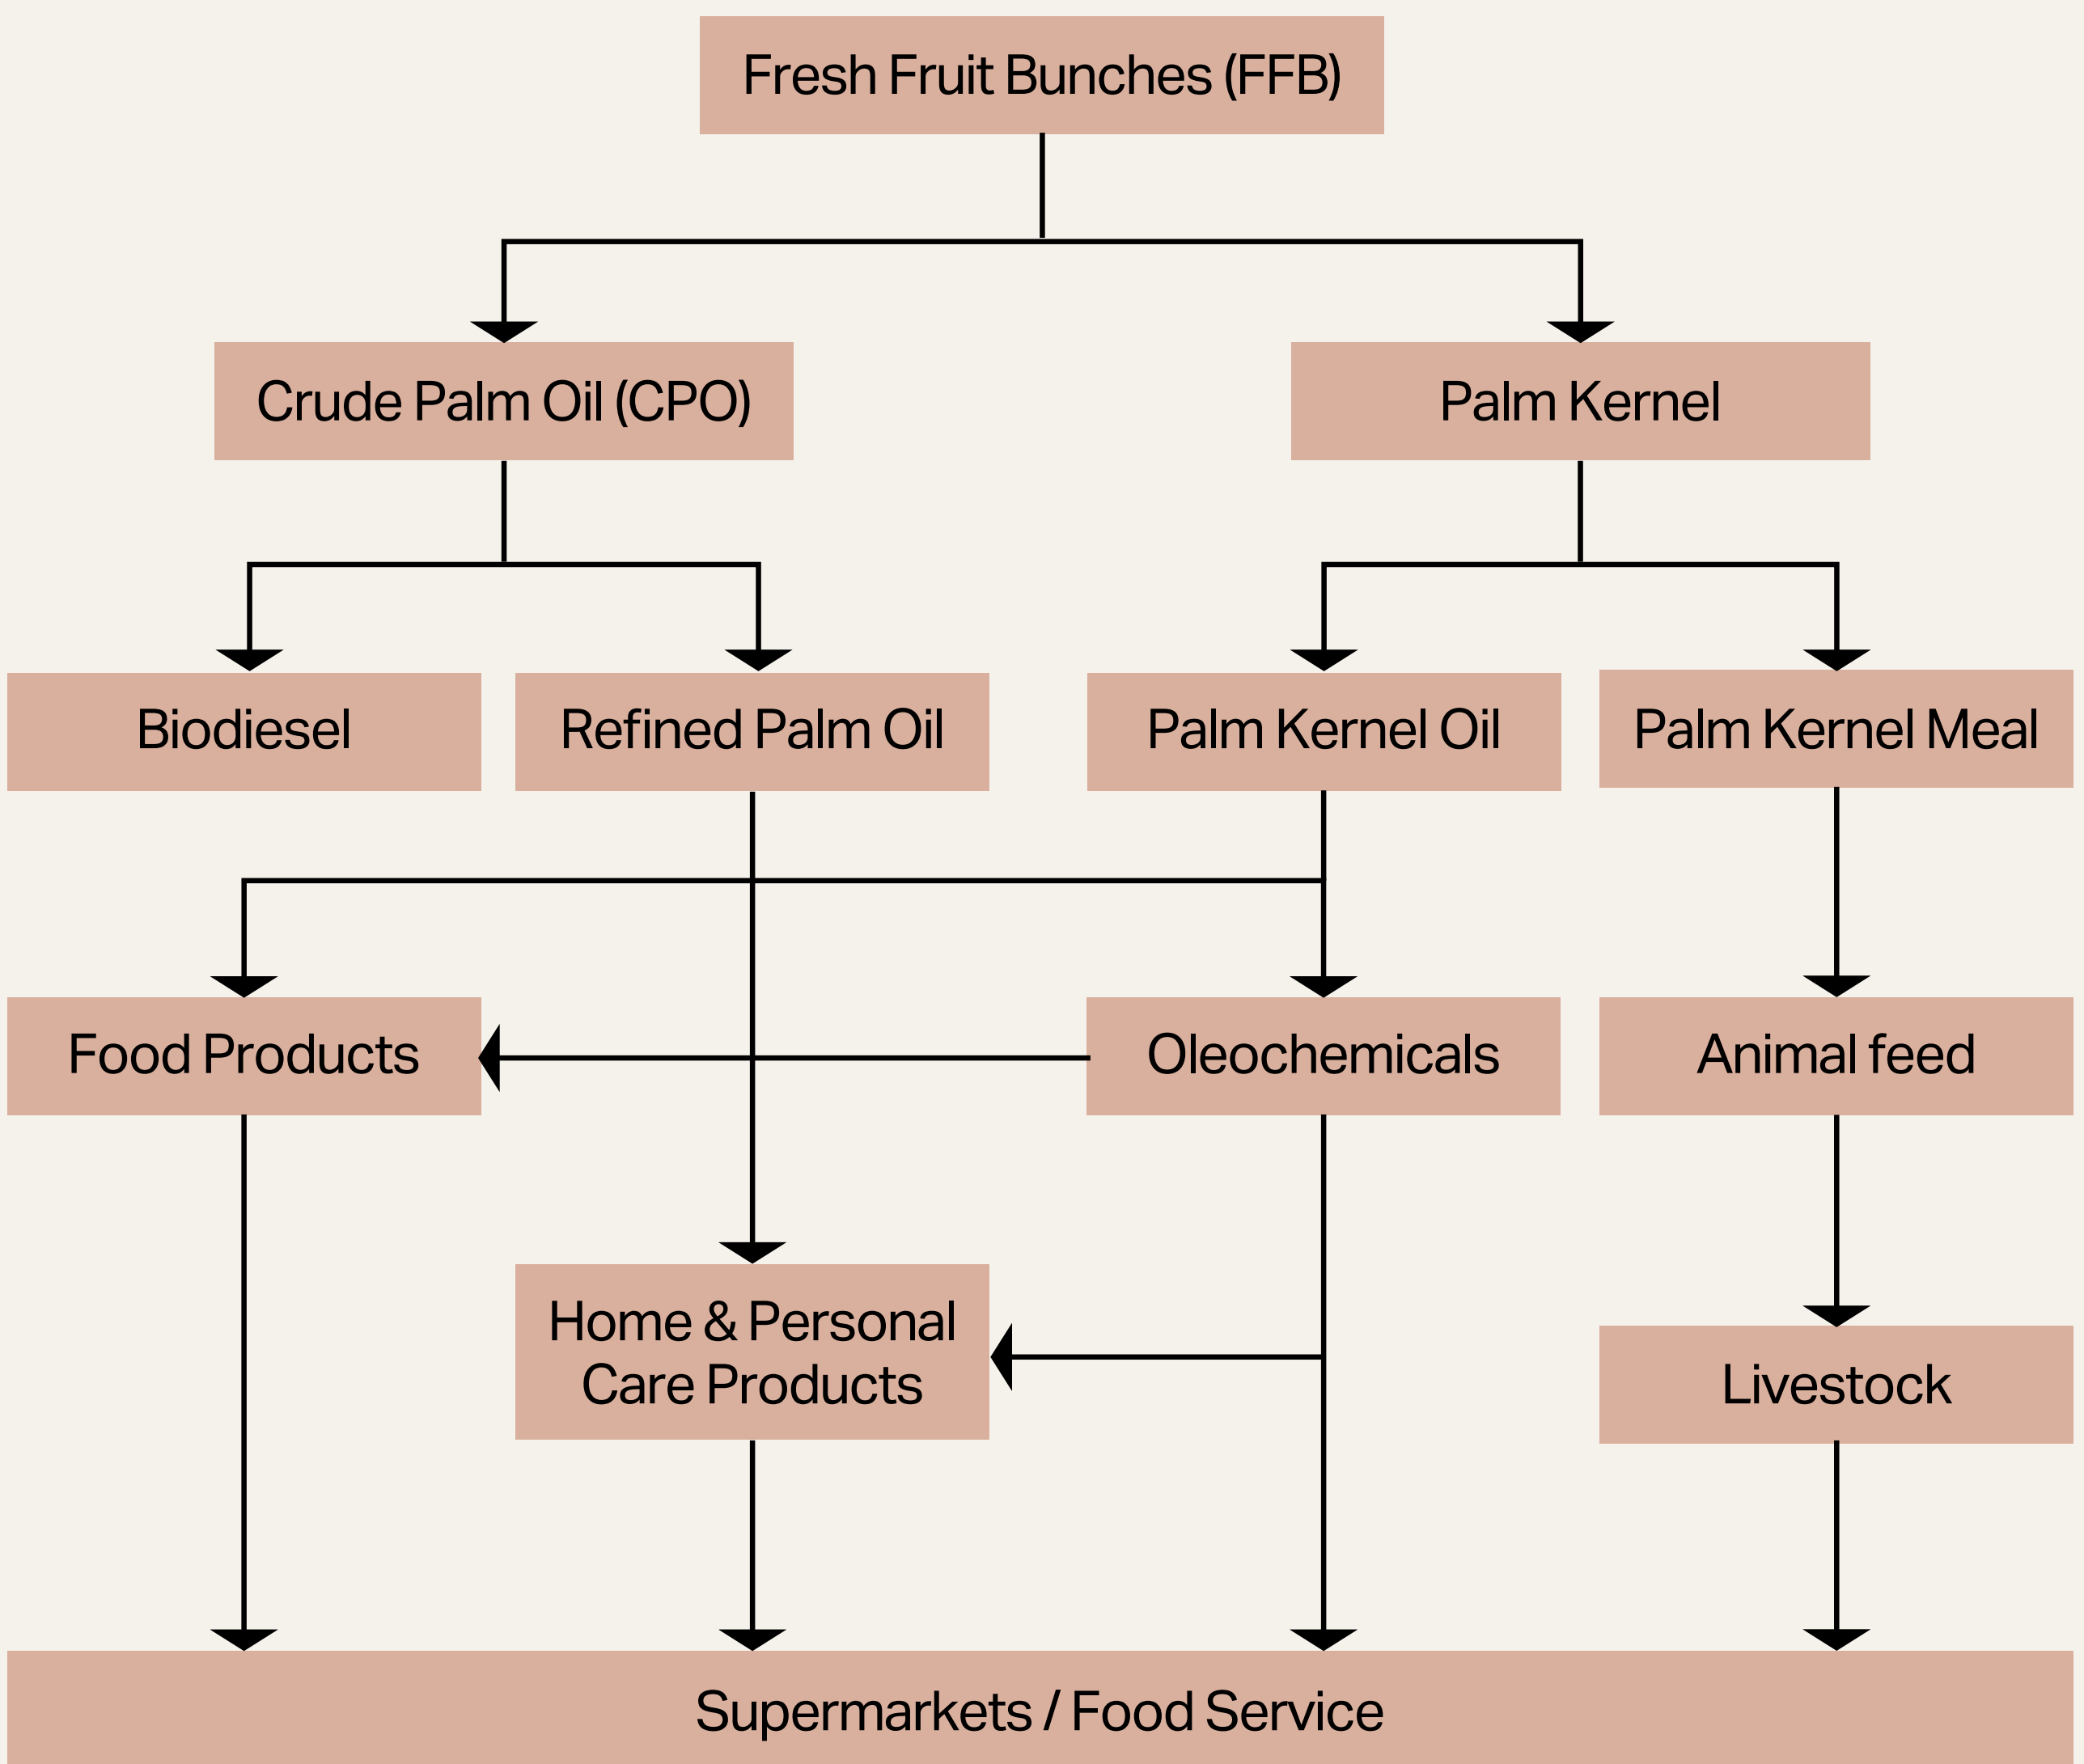 Fresh Fruit Bunches (FFB)
Crude Palm Oil (CPO)
Palm Kernel
Biodiesel
Refined Palm Oil
Palm Kernel Oil
Palm Kernel Meal
Food Products
Oleochemicals
Animal feed
Home & Personal
Care Products
Livestock
Supermarkets / Food Service